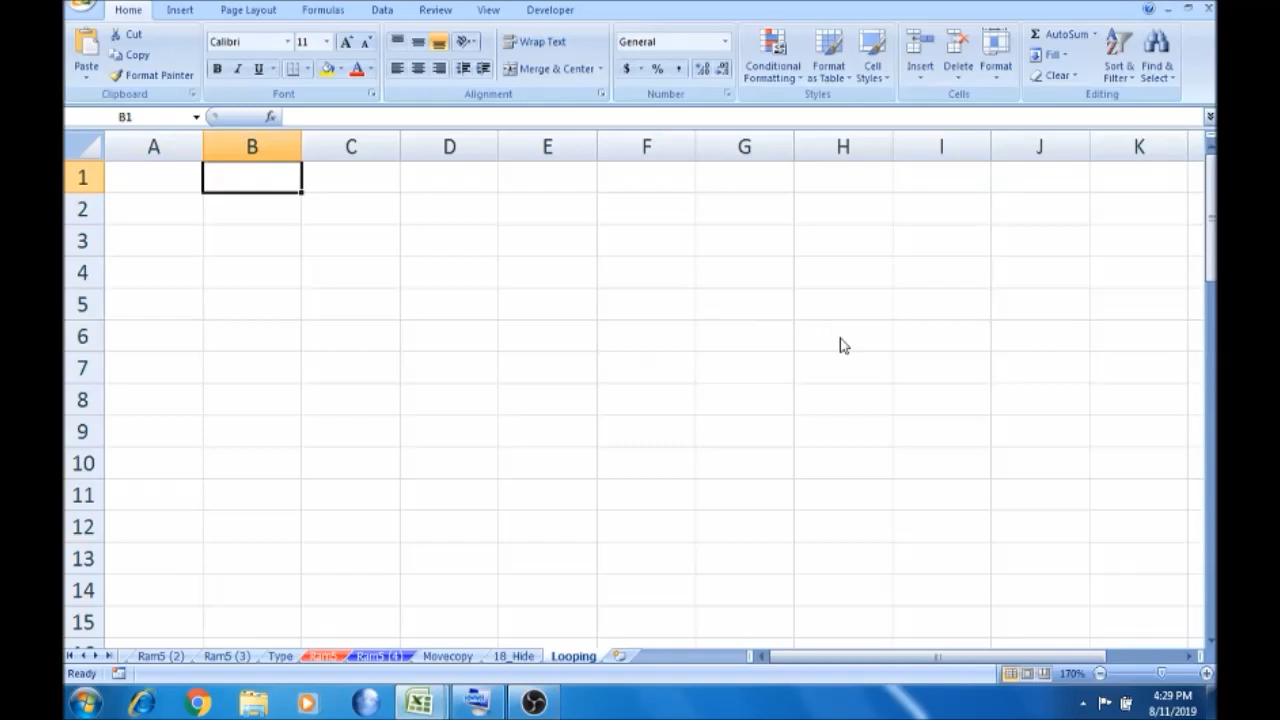 Home Insert Page Layout Formulas Data Review View Developer
Cut
Copy
Format Painter
Paste
Clipboard
Calibri 11
B I U
Font
Wrap Text
Merge & Center
Alignment
General
$ % ,
Number
Conditional Formatting
Format as Table
Cell Styles
Styles
Insert Delete Format
Cells
Σ AutoSum
Fill
Clear
Sort & Filter
Find & Select
Editing
B1 fx
A B C D E F G H I J K
1
2
3
4
5
6
7
8
9
10
11
12
13
14
15
Ram5 (2) Ram5 (3) Type Ram5 Ram5 (4) Movecopy 18_Hide Looping
Ready 170%
4:29 PM
8/11/2019